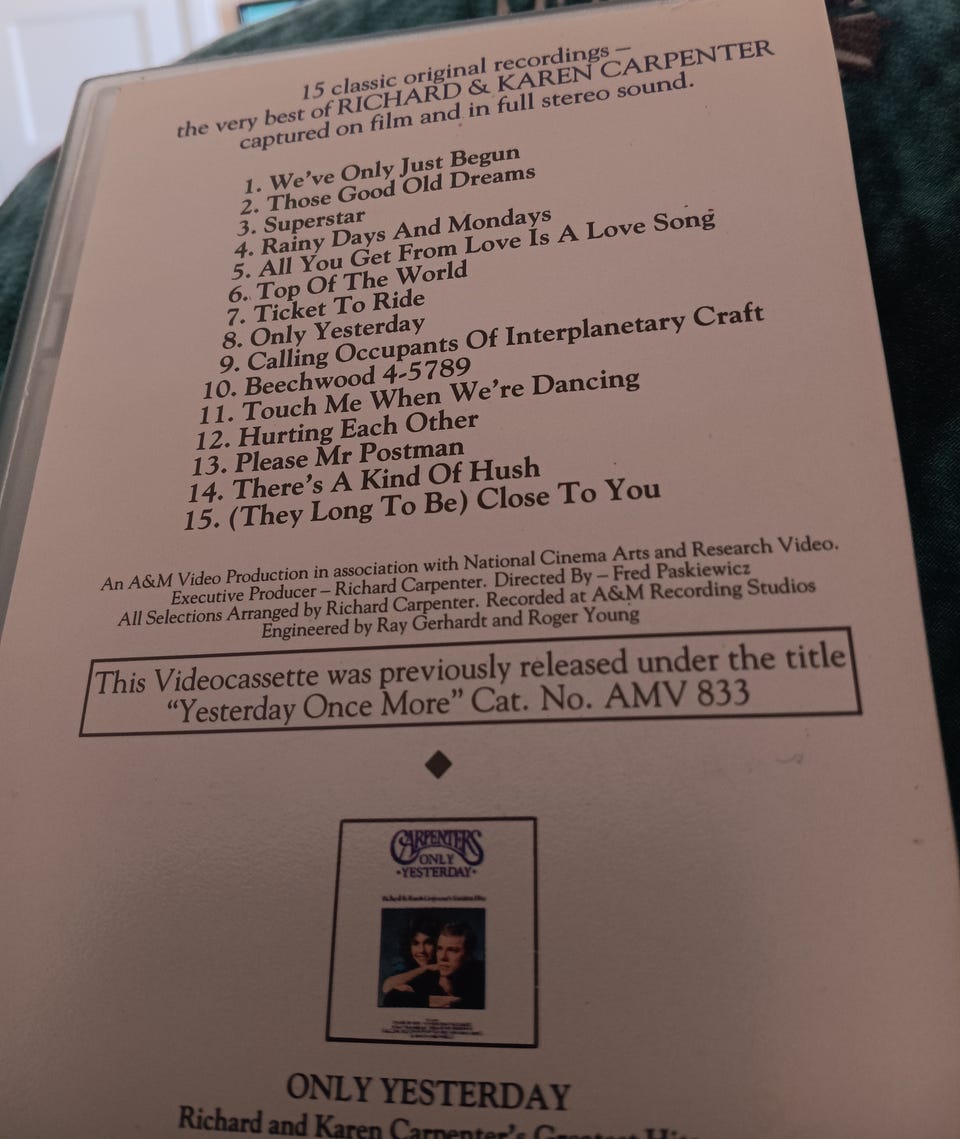 15 classic original recordings –
the very best of RICHARD & KAREN CARPENTER
captured on film and in full stereo sound.
1. We've Only Just Begun
2. Those Good Old Dreams
3. Superstar
4. Rainy Days And Mondays
5. All You Get From Love Is A Love Song
6. Top Of The World
7. Ticket To Ride
8. Only Yesterday
9. Calling Occupants Of Interplanetary Craft
10. Beechwood 4-5789
11. Touch Me When We're Dancing
12. Hurting Each Other
13. Please Mr Postman
14. There's A Kind Of Hush
15. (They Long To Be) Close To You
An A&M Video Production in association with National Cinema Arts and Research Video.
Executive Producer – Richard Carpenter. Directed By – Fred Paskiewicz
All Selections Arranged by Richard Carpenter. Recorded at A&M Recording Studios
Engineered by Ray Gerhardt and Roger Young
This Videocassette was previously released under the title
"Yesterday Once More" Cat. No. AMV 833
CARPENTERS
ONLY
·YESTERDAY·
Richard & Karen Carpenter's Greatest Hits
ONLY YESTERDAY
Richard and Karen Carpenter's Greatest Hits